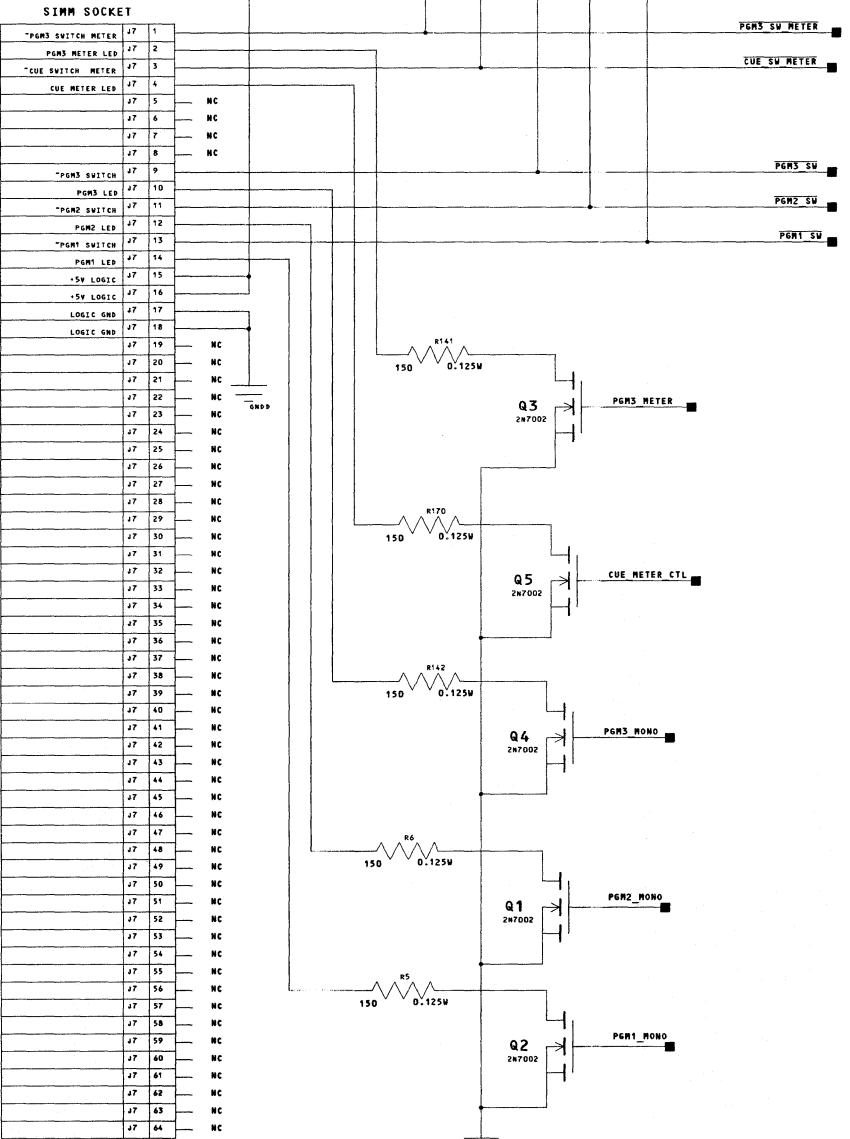 SIMM SOCKET
~PGM3 SWITCH METER J7 1 PGM3_SW_METER
PGM3 METER LED J7 2
~CUE SWITCH METER J7 3 CUE_SW_METER
CUE METER LED J7 4
J7 5 NC
J7 6 NC
J7 7 NC
J7 8 NC
~PGM3 SWITCH J7 9 PGM3_SW
PGM3 LED J7 10
~PGM2 SWITCH J7 11 PGM2_SW
PGM2 LED J7 12
~PGM1 SWITCH J7 13 PGM1_SW
PGM1 LED J7 14
+5V LOGIC J7 15
+5V LOGIC J7 16
LOGIC GND J7 17
LOGIC GND J7 18
J7 19 NC
J7 20 NC
J7 21 NC
J7 22 NC
J7 23 NC
J7 24 NC
J7 25 NC
J7 26 NC
J7 27 NC
J7 28 NC
J7 29 NC
J7 30 NC
J7 31 NC
J7 32 NC
J7 33 NC
J7 34 NC
J7 35 NC
J7 36 NC
J7 37 NC
J7 38 NC
J7 39 NC
J7 40 NC
J7 41 NC
J7 42 NC
J7 43 NC
J7 44 NC
J7 45 NC
J7 46 NC
J7 47 NC
J7 48 NC
J7 49 NC
J7 50 NC
J7 51 NC
J7 52 NC
J7 53 NC
J7 54 NC
J7 55 NC
J7 56 NC
J7 57 NC
J7 58 NC
J7 59 NC
J7 60 NC
J7 61 NC
J7 62 NC
J7 63 NC
J7 64 NC
GNDD
R141
150 0.125W
Q3
2N7002
PGM3_METER
R170
150 0.125W
Q5
2N7002
CUE_METER_CTL
R142
150 0.125W
Q4
2N7002
PGM3_MONO
R6
150 0.125W
Q1
2N7002
PGM2_MONO
R5
150 0.125W
Q2
2N7002
PGM1_MONO